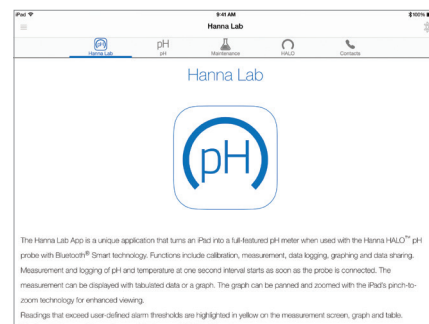 iPad 9:41 AM 100%
Hanna Lab
pH
Hanna Lab pH Maintenance HALO Contacts
Hanna Lab
pH
The Hanna Lab App is a unique application that turns an iPad into a full-featured pH meter when used with the Hanna HALO™ pH
probe with Bluetooth® Smart technology. Functions include calibration, measurement, data logging, graphing and data sharing.
Measurement and logging of pH and temperature at one second interval starts as soon as the probe is connected. The
measurement can be displayed with tabulated data or a graph. The graph can be panned and zoomed with the iPad's pinch-to-
zoom technology for enhanced viewing.
Readings that exceed user-defined alarm thresholds are highlighted in yellow on the measurement screen, graph and table.